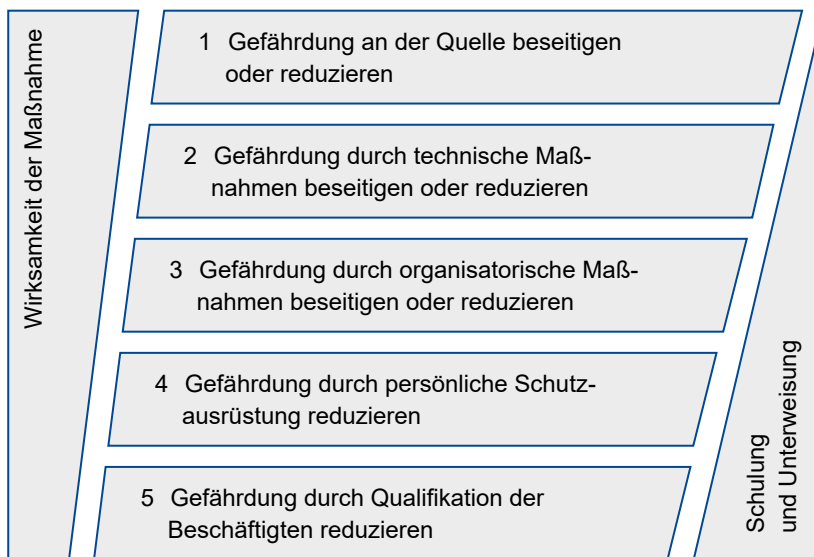 Wirksamkeit der Maßnahme
1 Gefährdung an der Quelle beseitigen
oder reduzieren
2 Gefährdung durch technische Maß-
nahmen beseitigen oder reduzieren
3 Gefährdung durch organisatorische Maß-
nahmen beseitigen oder reduzieren
4 Gefährdung durch persönliche Schutz-
ausrüstung reduzieren
5 Gefährdung durch Qualifikation der
Beschäftigten reduzieren
Schulung
und Unterweisung